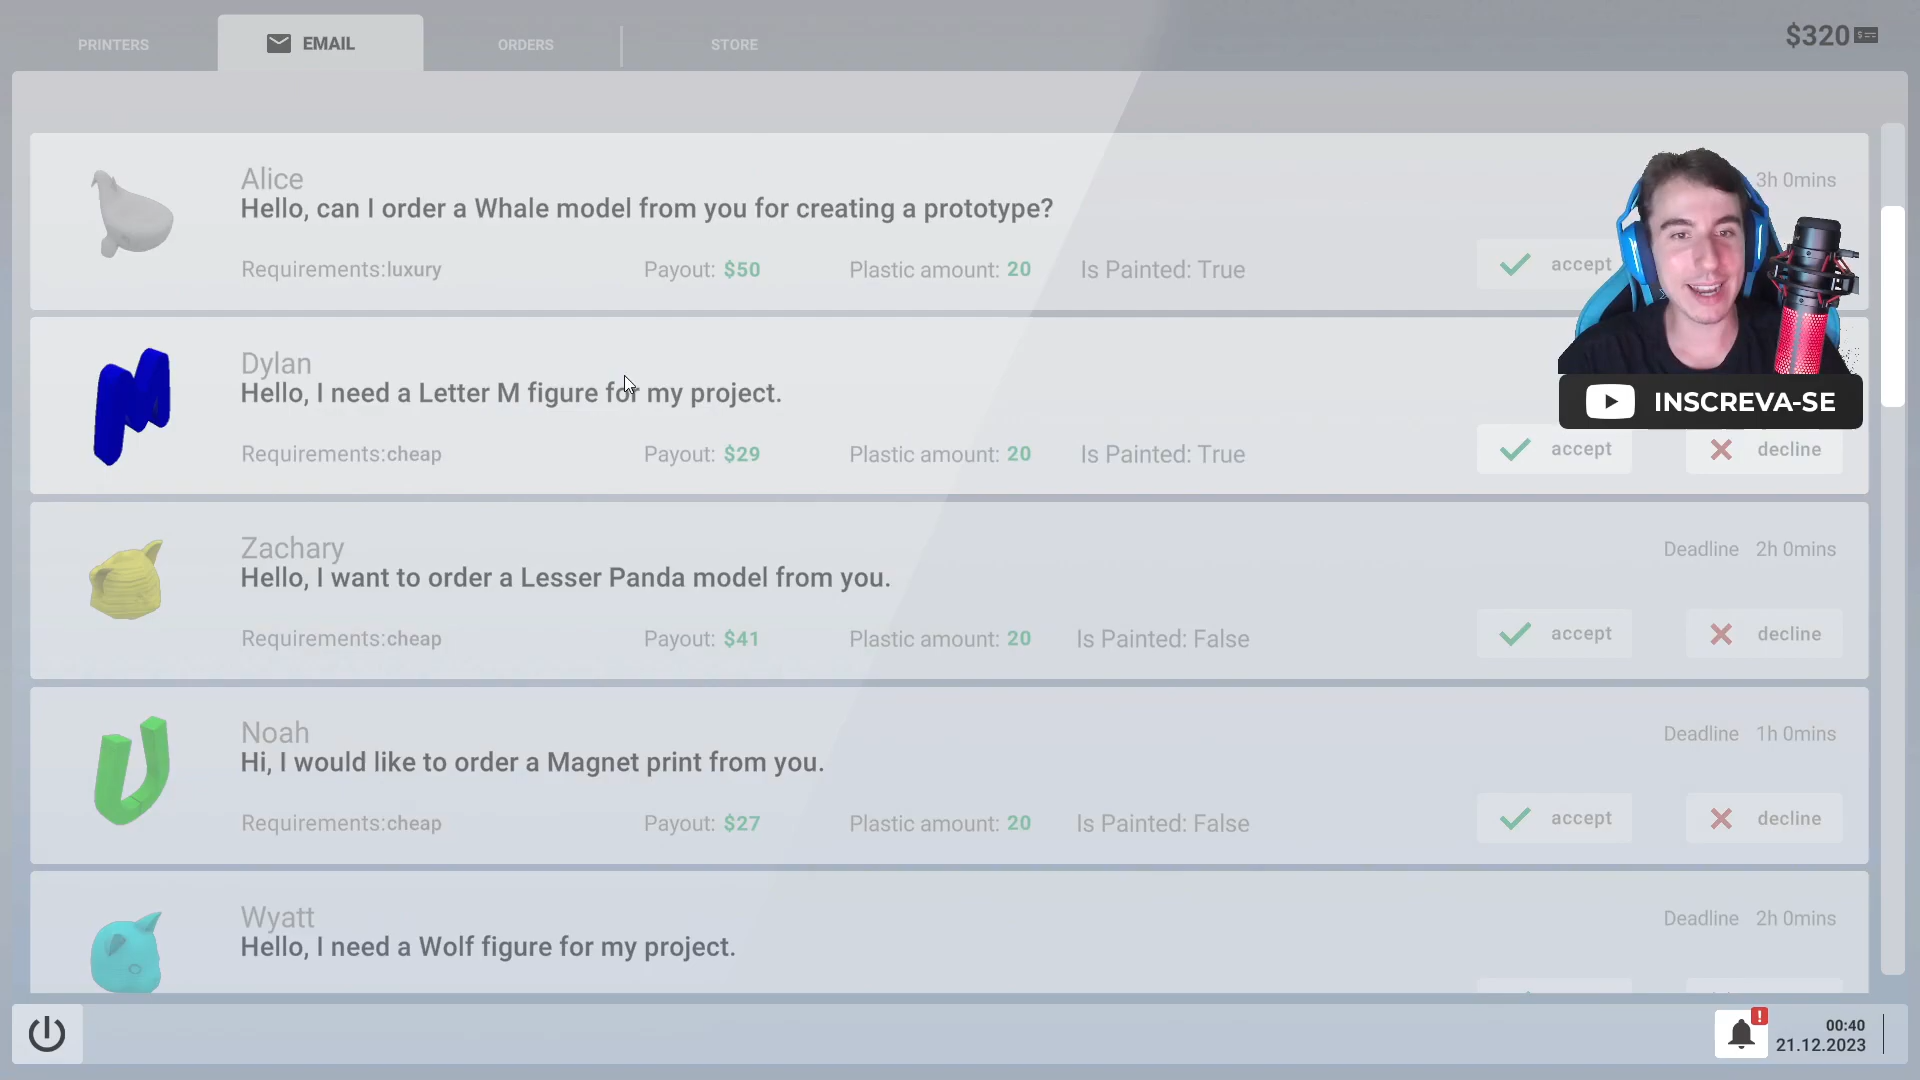 PRINTERS
EMAIL
ORDERS
STORE
$320
Alice
3h 0mins
Hello, can I order a Whale model from you for creating a prototype?
Requirements:luxury
Payout: $50
Plastic amount: 20
Is Painted: True
accept
Dylan
Hello, I need a Letter M figure for my project.
INSCREVA-SE
Requirements:cheap
Payout: $29
Plastic amount: 20
Is Painted: True
accept
decline
Zachary
Deadline 2h 0mins
Hello, I want to order a Lesser Panda model from you.
Requirements:cheap
Payout: $41
Plastic amount: 20
Is Painted: False
accept
decline
Noah
Deadline 1h 0mins
Hi, I would like to order a Magnet print from you.
Requirements:cheap
Payout: $27
Plastic amount: 20
Is Painted: False
accept
decline
Wyatt
Deadline 2h 0mins
Hello, I need a Wolf figure for my project.
00:40
21.12.2023